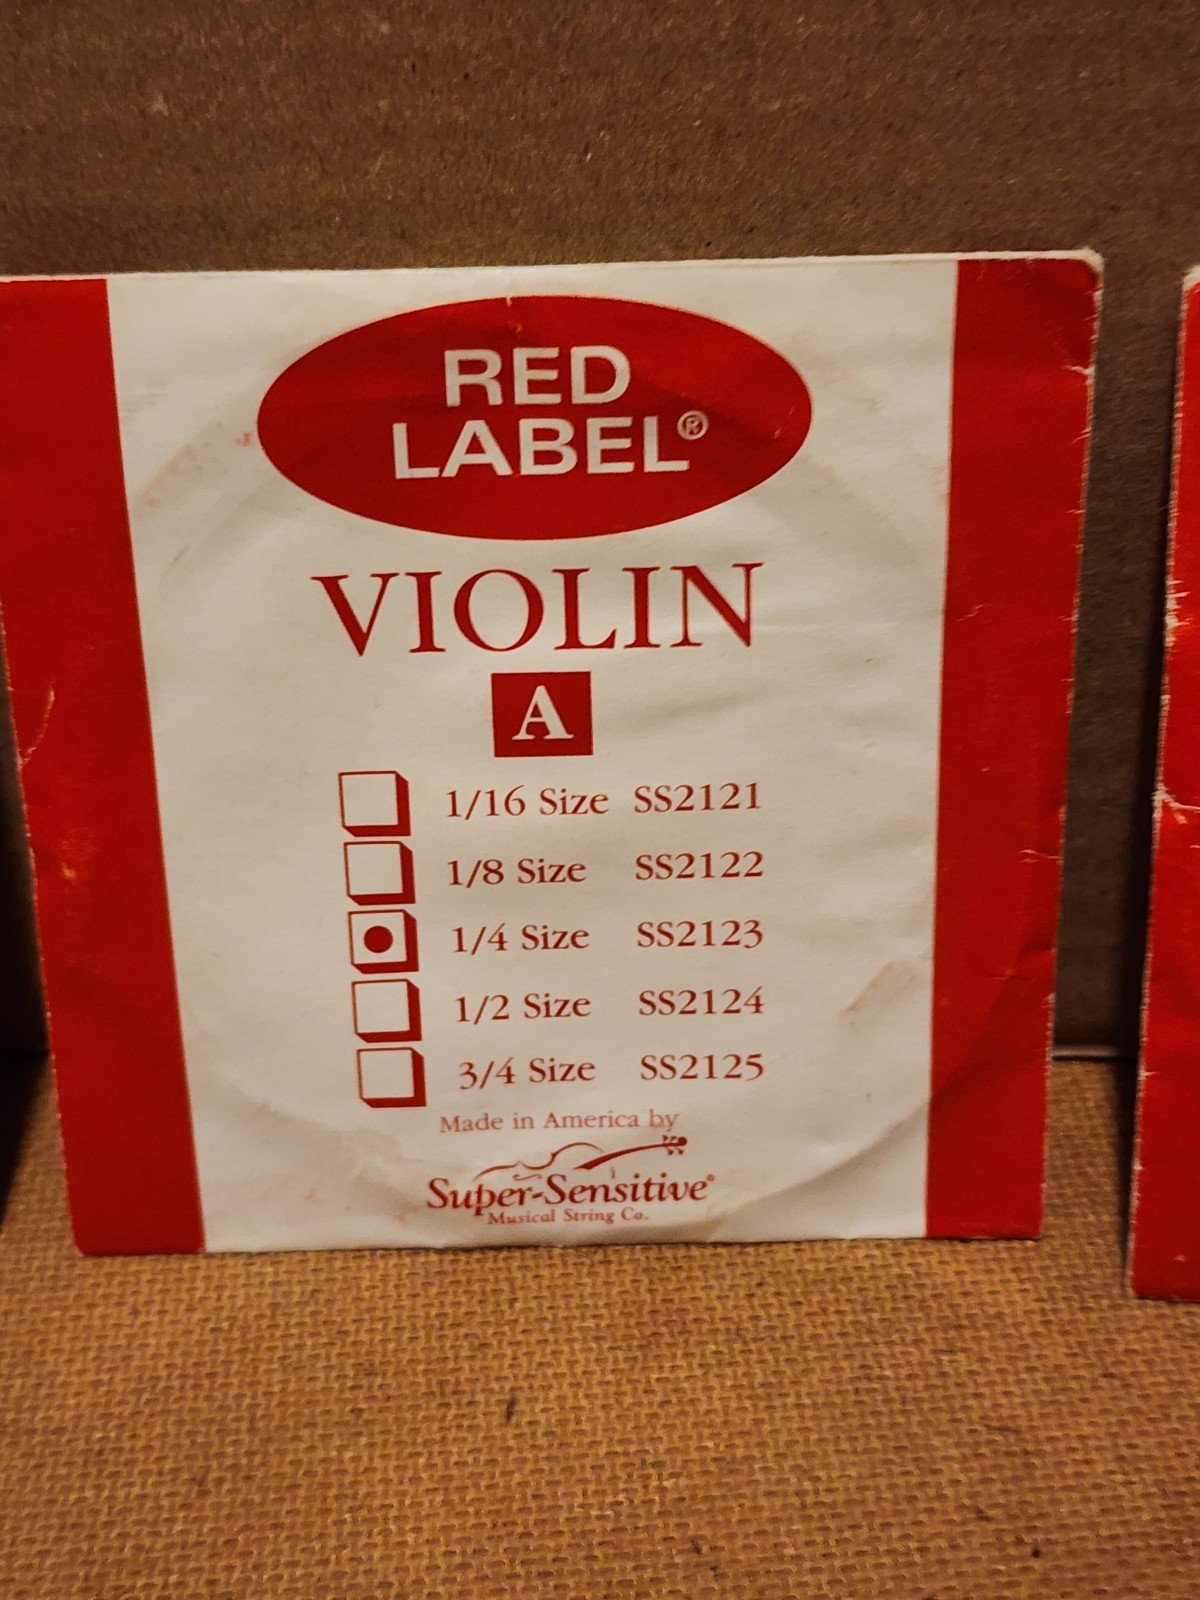 RED
LABEL®
VIOLIN
A
1/16 Size SS2121
1/8 Size SS2122
1/4 Size SS2123
1/2 Size SS2124
3/4 Size SS2125
Made in America by
Super-Sensitive®
Musical String Co.